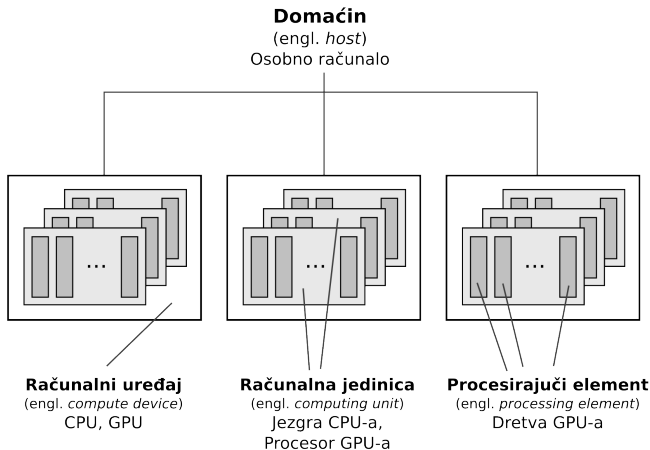 Domaćin
(engl. host)
Osobno računalo
...
...
...
Računalni uređaj
(engl. compute device)
CPU, GPU
Računalna jedinica
(engl. computing unit)
Jezgra CPU-a,
Procesor GPU-a
Procesirajuči element
(engl. processing element)
Dretva GPU-a